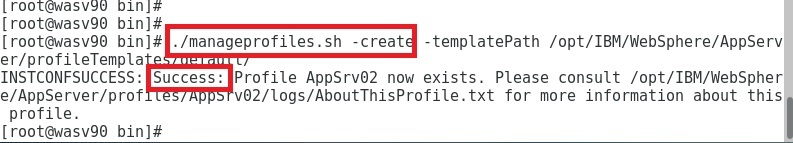 [root@wasv90 bin]#
[root@wasv90 bin]#
[root@wasv90 bin]# ./manageprofiles.sh -create -templatePath /opt/IBM/WebSphere/AppServ
er/profileTemplates/default/
INSTCONFSUCCESS: Success: Profile AppSrv02 now exists. Please consult /opt/IBM/WebSpher
e/AppServer/profiles/AppSrv02/logs/AboutThisProfile.txt for more information about this
 profile.
[root@wasv90 bin]#